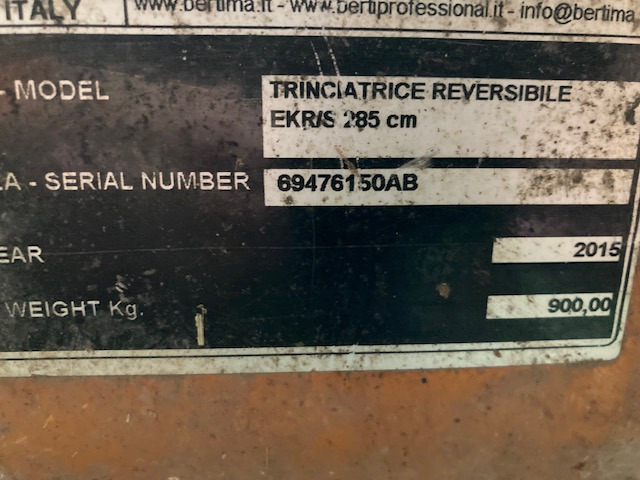 ITALY
www.bertima.it - www.bertiprofessional.it - info@bertima
- MODEL
TRINCIATRICE REVERSIBILE
EKR/S 285 cm
LA - SERIAL NUMBER
69476150AB
EAR
2015
WEIGHT Kg.
900,00